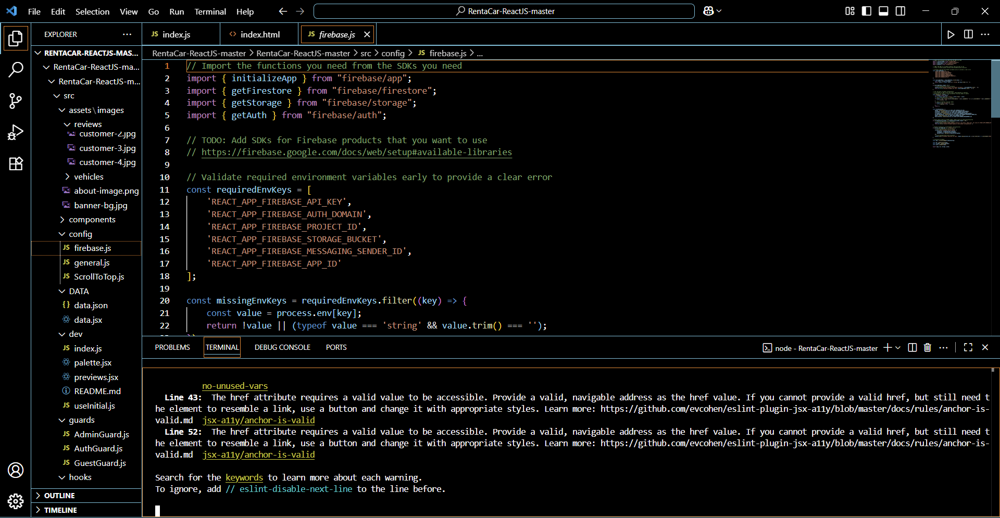 File Edit Selection View Go Run Terminal Help
RentaCar-ReactJS-master
EXPLORER
RENTACAR-REACTJS-MAS...
RentaCar-ReactJS-ma...
RentaCar-ReactJS-m...
src
assets\images
reviews
customer-2.jpg
customer-3.jpg
customer-4.jpg
vehicles
about-image.png
banner-bg.jpg
components
config
JS firebase.js
JS general.js
JS ScrollToTop.js
DATA
{} data.json
data.jsx
dev
JS index.js
palette.jsx
previews.jsx
README.md
JS useInitial.js
guards
JS AdminGuard.js
JS AuthGuard.js
JS GuestGuard.js
hooks
OUTLINE
TIMELINE
JS index.js <> index.html JS firebase.js
RentaCar-ReactJS-master > RentaCar-ReactJS-master > src > config > JS firebase.js > ...
1 // Import the functions you need from the SDKs you need
2 import { initializeApp } from "firebase/app";
3 import { getFirestore } from "firebase/firestore";
4 import { getStorage } from "firebase/storage";
5 import { getAuth } from "firebase/auth";
6
7 // TODO: Add SDKs for Firebase products that you want to use
8 // https://firebase.google.com/docs/web/setup#available-libraries
9
10 // Validate required environment variables early to provide a clear error
11 const requiredEnvKeys = [
12 'REACT_APP_FIREBASE_API_KEY',
13 'REACT_APP_FIREBASE_AUTH_DOMAIN',
14 'REACT_APP_FIREBASE_PROJECT_ID',
15 'REACT_APP_FIREBASE_STORAGE_BUCKET',
16 'REACT_APP_FIREBASE_MESSAGING_SENDER_ID',
17 'REACT_APP_FIREBASE_APP_ID'
18 ];
19
20 const missingEnvKeys = requiredEnvKeys.filter((key) => {
21 const value = process.env[key];
22 return !value || (typeof value === 'string' && value.trim() === '');
PROBLEMS TERMINAL DEBUG CONSOLE PORTS
node - RentaCar-ReactJS-master
no-unused-vars
Line 43: The href attribute requires a valid value to be accessible. Provide a valid, navigable address as the href value. If you cannot provide a valid href, but still need t
he element to resemble a link, use a button and change it with appropriate styles. Learn more: https://github.com/evcohen/eslint-plugin-jsx-a11y/blob/master/docs/rules/anchor-is-
valid.md jsx-a11y/anchor-is-valid
Line 52: The href attribute requires a valid value to be accessible. Provide a valid, navigable address as the href value. If you cannot provide a valid href, but still need t
he element to resemble a link, use a button and change it with appropriate styles. Learn more: https://github.com/evcohen/eslint-plugin-jsx-a11y/blob/master/docs/rules/anchor-is-
valid.md jsx-a11y/anchor-is-valid
Search for the keywords to learn more about each warning.
To ignore, add // eslint-disable-next-line to the line before.